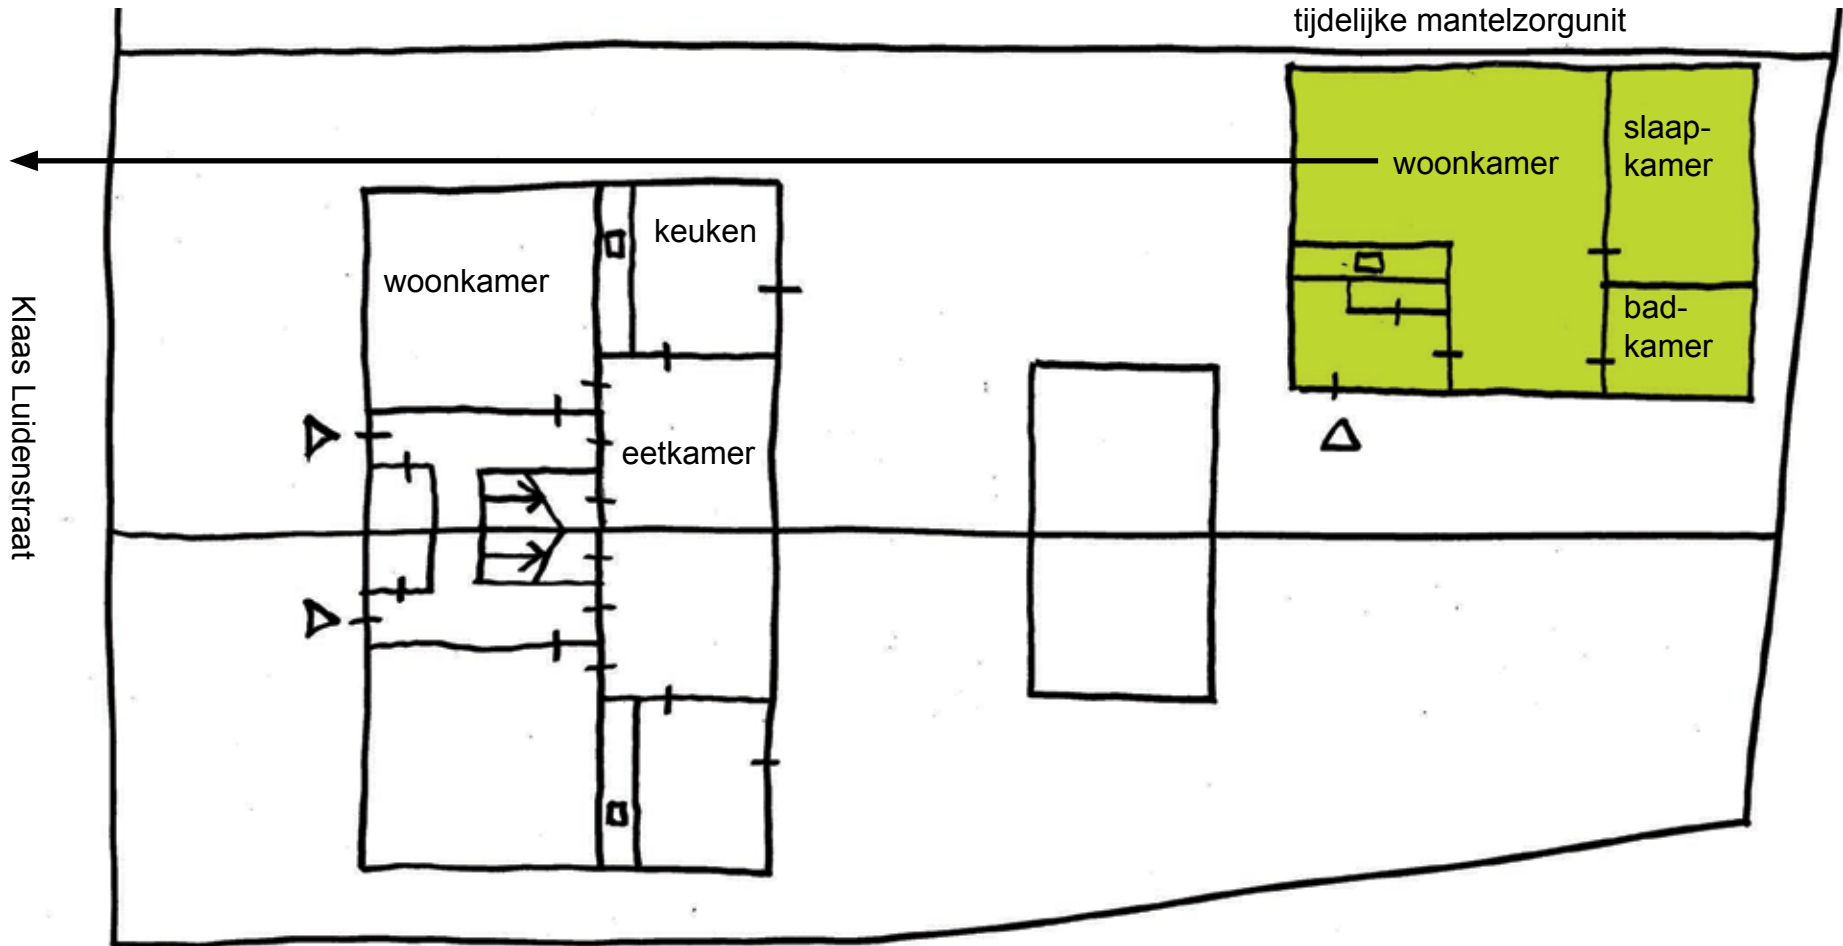 tijdelijke mantelzorgunit
slaap-
kamer
woonkamer
keuken
woonkamer
bad-
kamer
eetkamer
Klaas Luidenstraat